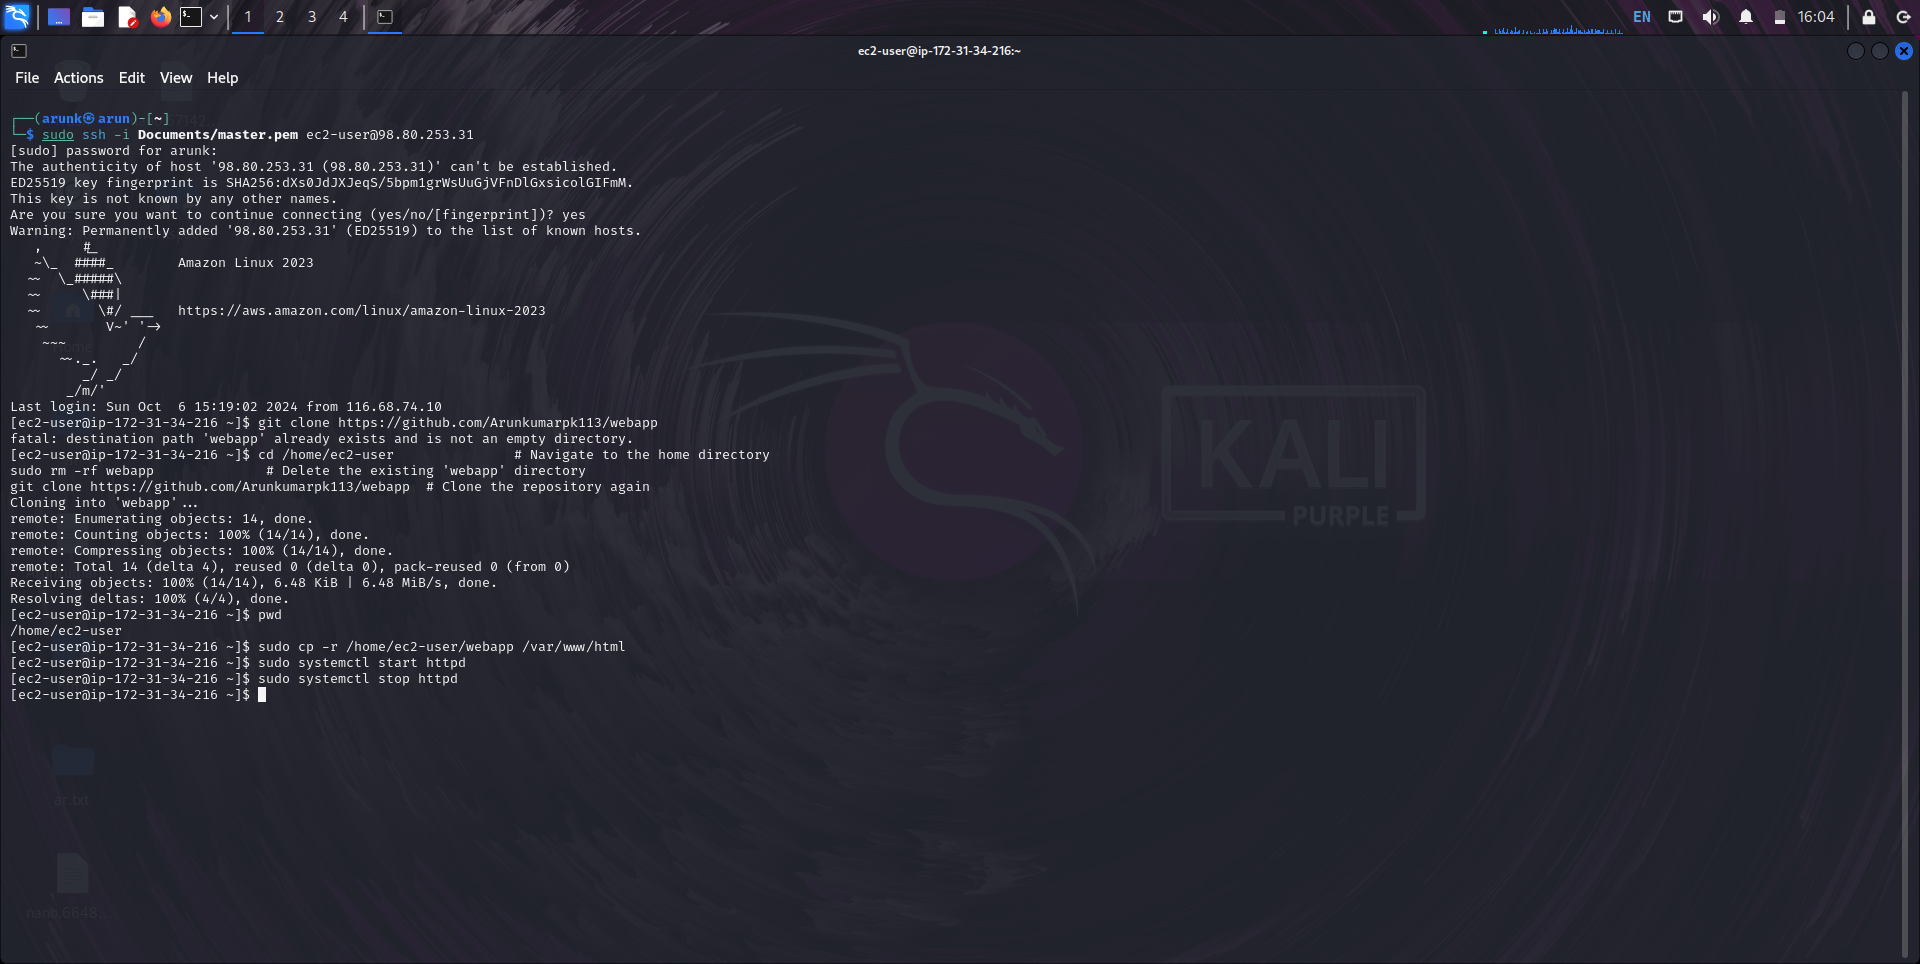 1 2 3 4 EN 16:04
ec2-user@ip-172-31-34-216:~
File Actions Edit View Help
┌──(arunk㉿arun)-[~]
└─$ sudo ssh -i Documents/master.pem ec2-user@98.80.253.31
[sudo] password for arunk:
The authenticity of host '98.80.253.31 (98.80.253.31)' can't be established.
ED25519 key fingerprint is SHA256:dXs0JdJXJeqS/5bpm1grWsUuGjVFnDlGxsicolGIFmM.
This key is not known by any other names.
Are you sure you want to continue connecting (yes/no/[fingerprint])? yes
Warning: Permanently added '98.80.253.31' (ED25519) to the list of known hosts.
   ,     #_
   ~\_  ####_        Amazon Linux 2023
  ~~  \_#####\
  ~~     \###|
  ~~       \#/ ___   https://aws.amazon.com/linux/amazon-linux-2023
   ~~       V~' '->
    ~~~         /
      ~~._.   _/
         _/ _/
       _/m/'
Last login: Sun Oct  6 15:19:02 2024 from 116.68.74.10
[ec2-user@ip-172-31-34-216 ~]$ git clone https://github.com/Arunkumarpk113/webapp
fatal: destination path 'webapp' already exists and is not an empty directory.
[ec2-user@ip-172-31-34-216 ~]$ cd /home/ec2-user               # Navigate to the home directory
sudo rm -rf webapp              # Delete the existing 'webapp' directory
git clone https://github.com/Arunkumarpk113/webapp  # Clone the repository again
Cloning into 'webapp'...
remote: Enumerating objects: 14, done.
remote: Counting objects: 100% (14/14), done.
remote: Compressing objects: 100% (14/14), done.
remote: Total 14 (delta 4), reused 0 (delta 0), pack-reused 0 (from 0)
Receiving objects: 100% (14/14), 6.48 KiB | 6.48 MiB/s, done.
Resolving deltas: 100% (4/4), done.
[ec2-user@ip-172-31-34-216 ~]$ pwd
/home/ec2-user
[ec2-user@ip-172-31-34-216 ~]$ sudo cp -r /home/ec2-user/webapp /var/www/html
[ec2-user@ip-172-31-34-216 ~]$ sudo systemctl start httpd
[ec2-user@ip-172-31-34-216 ~]$ sudo systemctl stop httpd
[ec2-user@ip-172-31-34-216 ~]$
KALI
PURPLE
ar.txt
nano.6648...